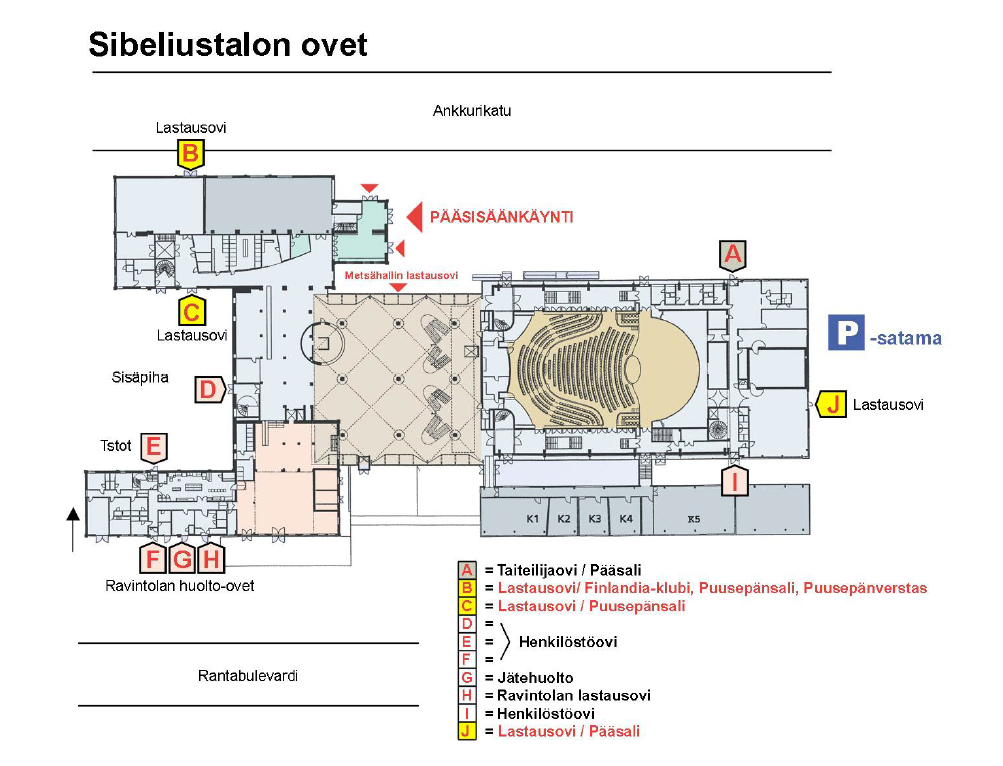 Sibeliustalon ovet
Ankkurikatu
Lastausovi
B
PÄÄSISÄÄNKÄYNTI
A
Metsähallin lastausovi
C
Lastausovi
P -satama
Sisäpiha
D
J Lastausovi
Tstot E
I
K1 K2 K3 K4 K5
F G H
Ravintolan huolto-ovet
A = Taiteilijaovi / Pääsali
B = Lastausovi/ Finlandia-klubi, Puusepänsali, Puusepänverstas
C = Lastausovi / Puusepänsali
D =
E = Henkilöstöovi
F =
G = Jätehuolto
H = Ravintolan lastausovi
I = Henkilöstöovi
J = Lastausovi / Pääsali
Rantabulevardi